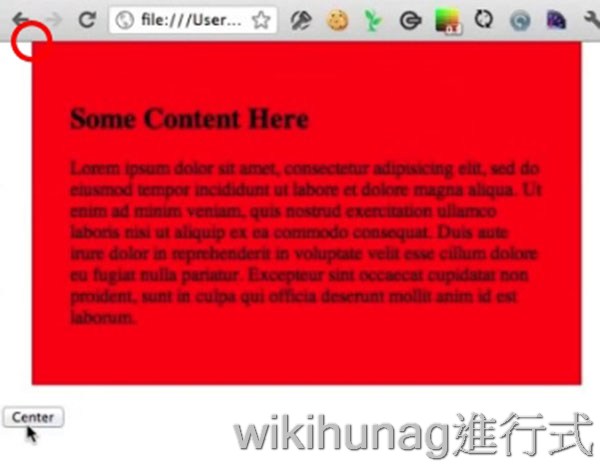 file:///User...
0.1
Some Content Here
Lorem ipsum dolor sit amet, consectetur adipisicing elit, sed do
eiusmod tempor incididunt ut labore et dolore magna aliqua. Ut
enim ad minim veniam, quis nostrud exercitation ullamco
laboris nisi ut aliquip ex ea commodo consequat. Duis aute
irure dolor in reprehenderit in voluptate velit esse cillum dolore
eu fugiat nulla pariatur. Excepteur sint occaecat cupidatat non
proident, sunt in culpa qui officia deserunt mollit anim id est
laborum.
Center
wikihunag進行式